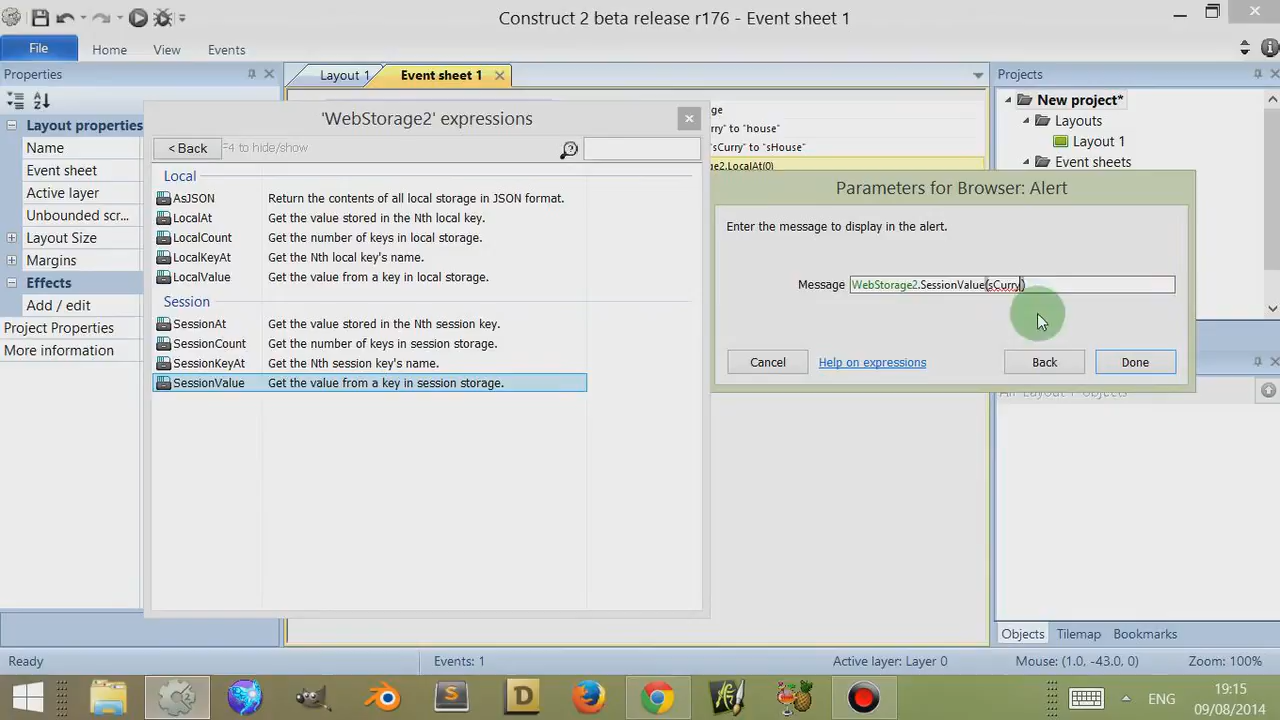 Construct 2 beta release r176 - Event sheet 1
File
Home
View
Events
Properties
Layout 1
Event sheet 1
Projects
Layout properties
Name
Event sheet
Active layer
Unbounded scr...
Layout Size
Margins
Effects
Add / edit
Project Properties
More information
'WebStorage2' expressions
< Back
F4 to hide/show
Local
AsJSON Return the contents of all local storage in JSON format.
LocalAt Get the value stored in the Nth local key.
LocalCount Get the number of keys in local storage.
LocalKeyAt Get the Nth local key's name.
LocalValue Get the value from a key in local storage.
Session
SessionAt Get the value stored in the Nth session key.
SessionCount Get the number of keys in session storage.
SessionKeyAt Get the Nth session key's name.
SessionValue Get the value from a key in session storage.
to "house"
"sCurry" to "sHouse"
ge2.LocalAt(0)
New project*
Layouts
Layout 1
Event sheets
Parameters for Browser: Alert
Enter the message to display in the alert.
Message WebStorage2.SessionValue(sCurry)
Cancel
Help on expressions
Back
Done
Objects
Tilemap
Bookmarks
Ready
Events: 1
Active layer: Layer 0
Mouse: (1.0, -43.0, 0)
Zoom: 100%
ENG
19:15
09/08/2014